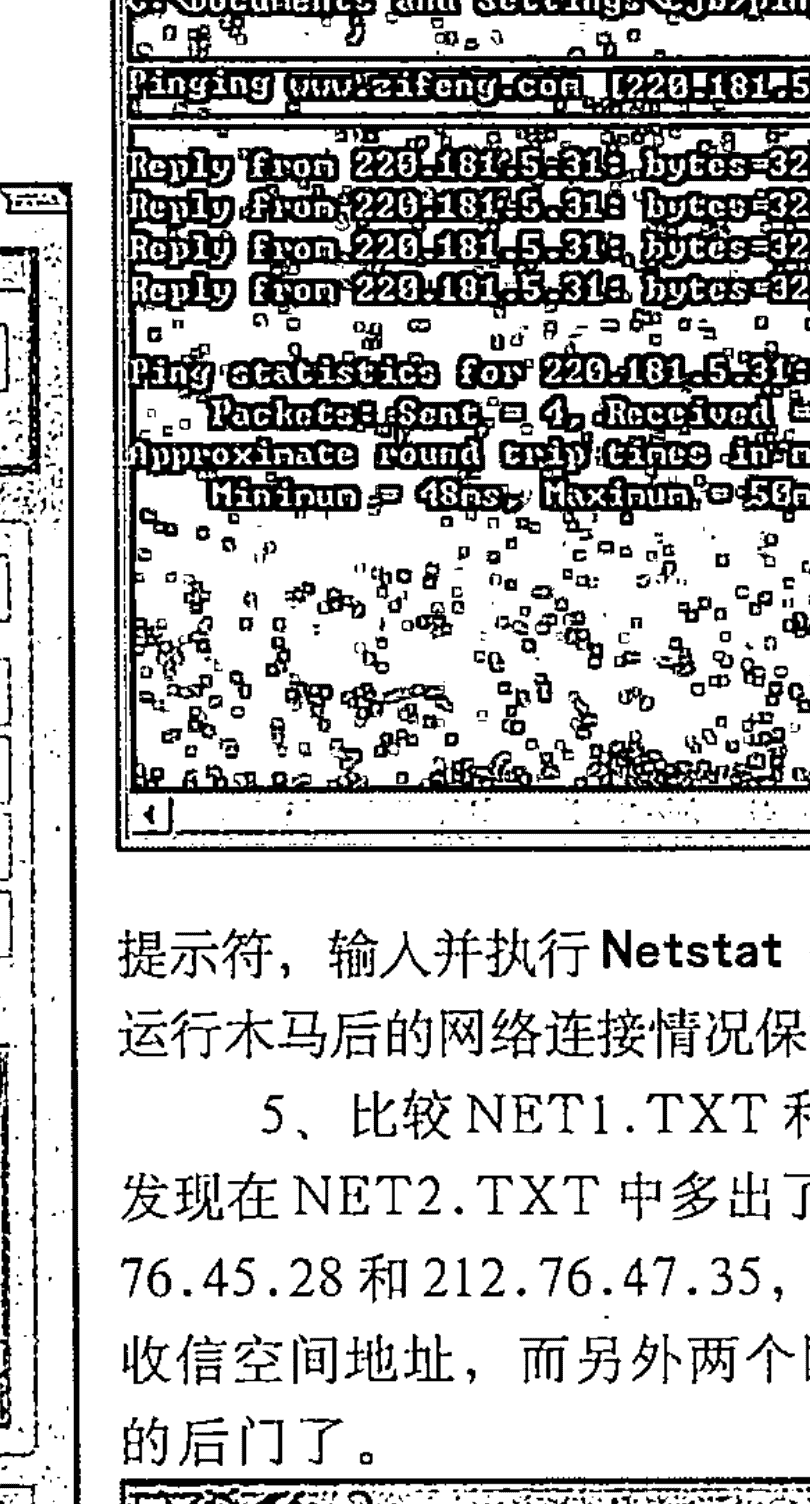 Pinging www.zifeng.com [220.181.5
Reply from 220.181.5.31: bytes=32
Reply from 220.181.5.31: bytes=32
Reply from 220.181.5.31: bytes=32
Reply from 220.181.5.31: bytes=32
Ping statistics for 220.181.5.31:
Packets: Sent = 4, Received =
Approximate round trip times in m
Minimum = 48ms, Maximum = 50m
提示符，输入并执行 Netstat
运行木马后的网络连接情况保
5、比较 NET1.TXT 和
发现在 NET2.TXT 中多出了
76.45.28 和 212.76.47.35，
收信空间地址，而另外两个
的后门了。